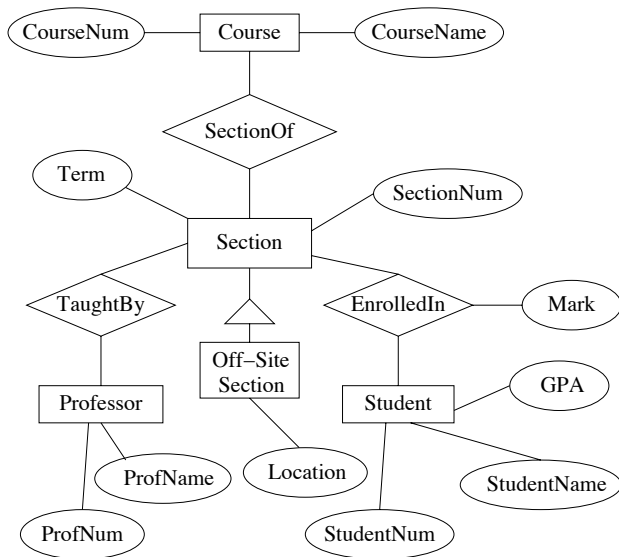 CourseNum
Course
CourseName
SectionOf
Term
SectionNum
Section
TaughtBy
EnrolledIn
Mark
Off-Site
Section
GPA
Professor
Student
ProfName
Location
StudentName
ProfNum
StudentNum